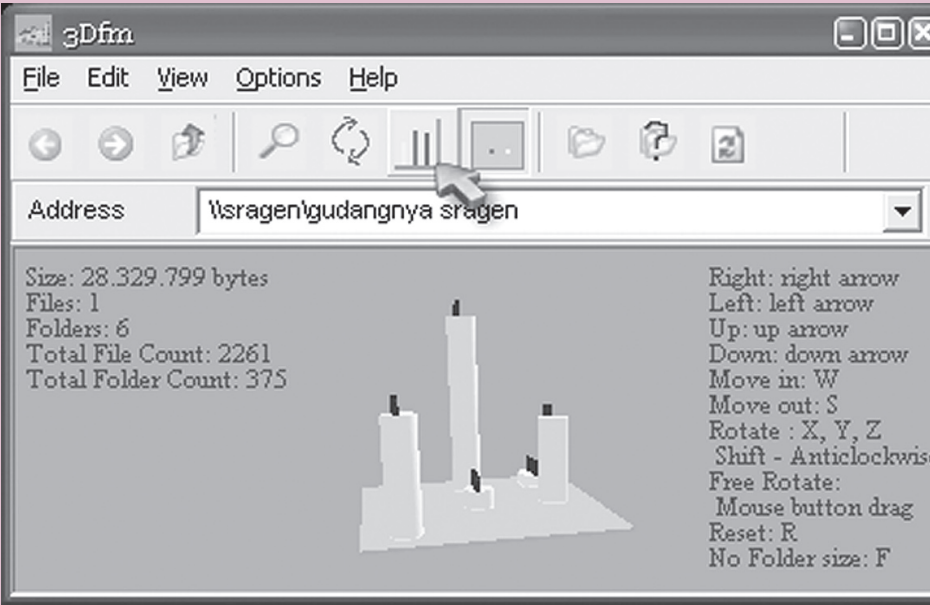 3Dfm
File Edit View Options Help
Address \\sragen\gudangnya sragen
Size: 28.329.799 bytes
Files: 1
Folders: 6
Total File Count: 2261
Total Folder Count: 375
Right: right arrow
Left: left arrow
Up: up arrow
Down: down arrow
Move in: W
Move out: S
Rotate : X, Y, Z
Shift - Anticlockwis
Free Rotate:
Mouse button drag
Reset: R
No Folder size: F